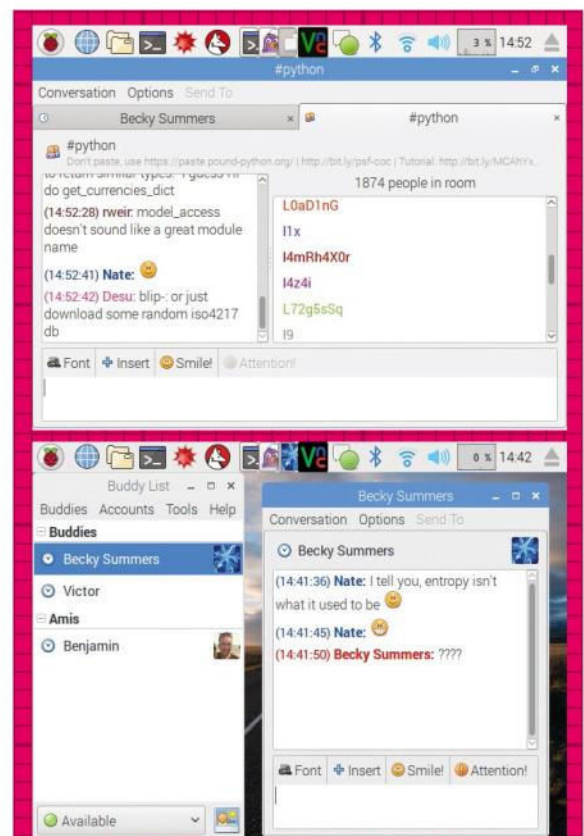 3 % 14:52
#python
Conversation Options Send To
Becky Summers
#python
#python
Don't paste, use https://paste.pound-python.org/ | http://bit.ly/psf-coc | Tutorial: http://bit.ly/MCAhYx...
do get_currencies_dict
(14:52:28) rweir: model_access
doesn't sound like a great module
name
(14:52:41) Nate:
(14:52:42) Desu: blip-: or just
download some random iso4217
db
1874 people in room
L0aD1nG
l1x
l4mRh4X0r
l4z4i
L72g5sSq
l9
Font Insert Smile! Attention!
0 % 14:42
Buddy List
Buddies Accounts Tools Help
Buddies
Becky Summers
Victor
Amis
Benjamin
Available
Becky Summers
Conversation Options Send To
Becky Summers
(14:41:36) Nate: I tell you, entropy isn't
what it used to be
(14:41:45) Nate:
(14:41:50) Becky Summers: ????
Font Insert Smile! Attention!